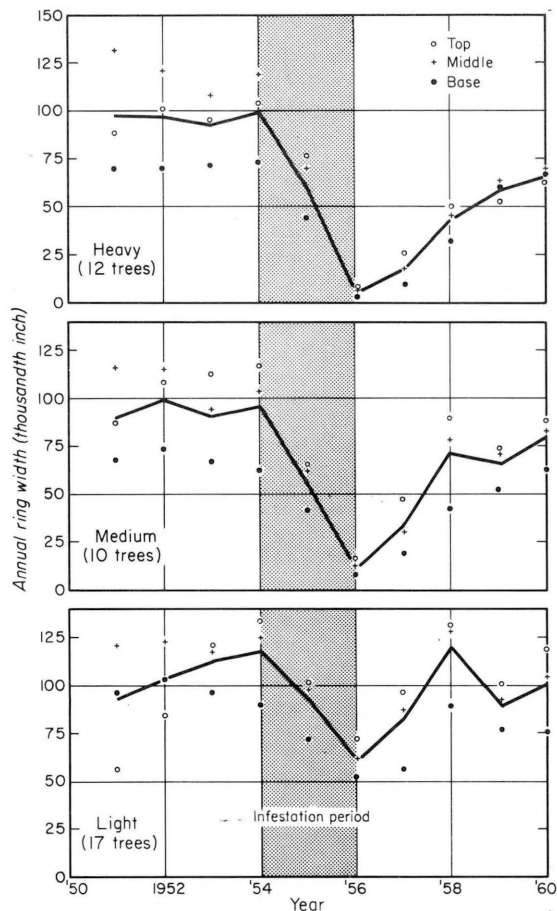 Annual ring width (thousandth inch)
150
125
100
75
50
25
0
Top
Middle
Base
Heavy
(12 trees)
125
100
75
50
25
0
Medium
(10 trees)
125
100
75
50
25
0
Infestation period
Light
(17 trees)
'50 1952 '54 '56 '58 '60
Year